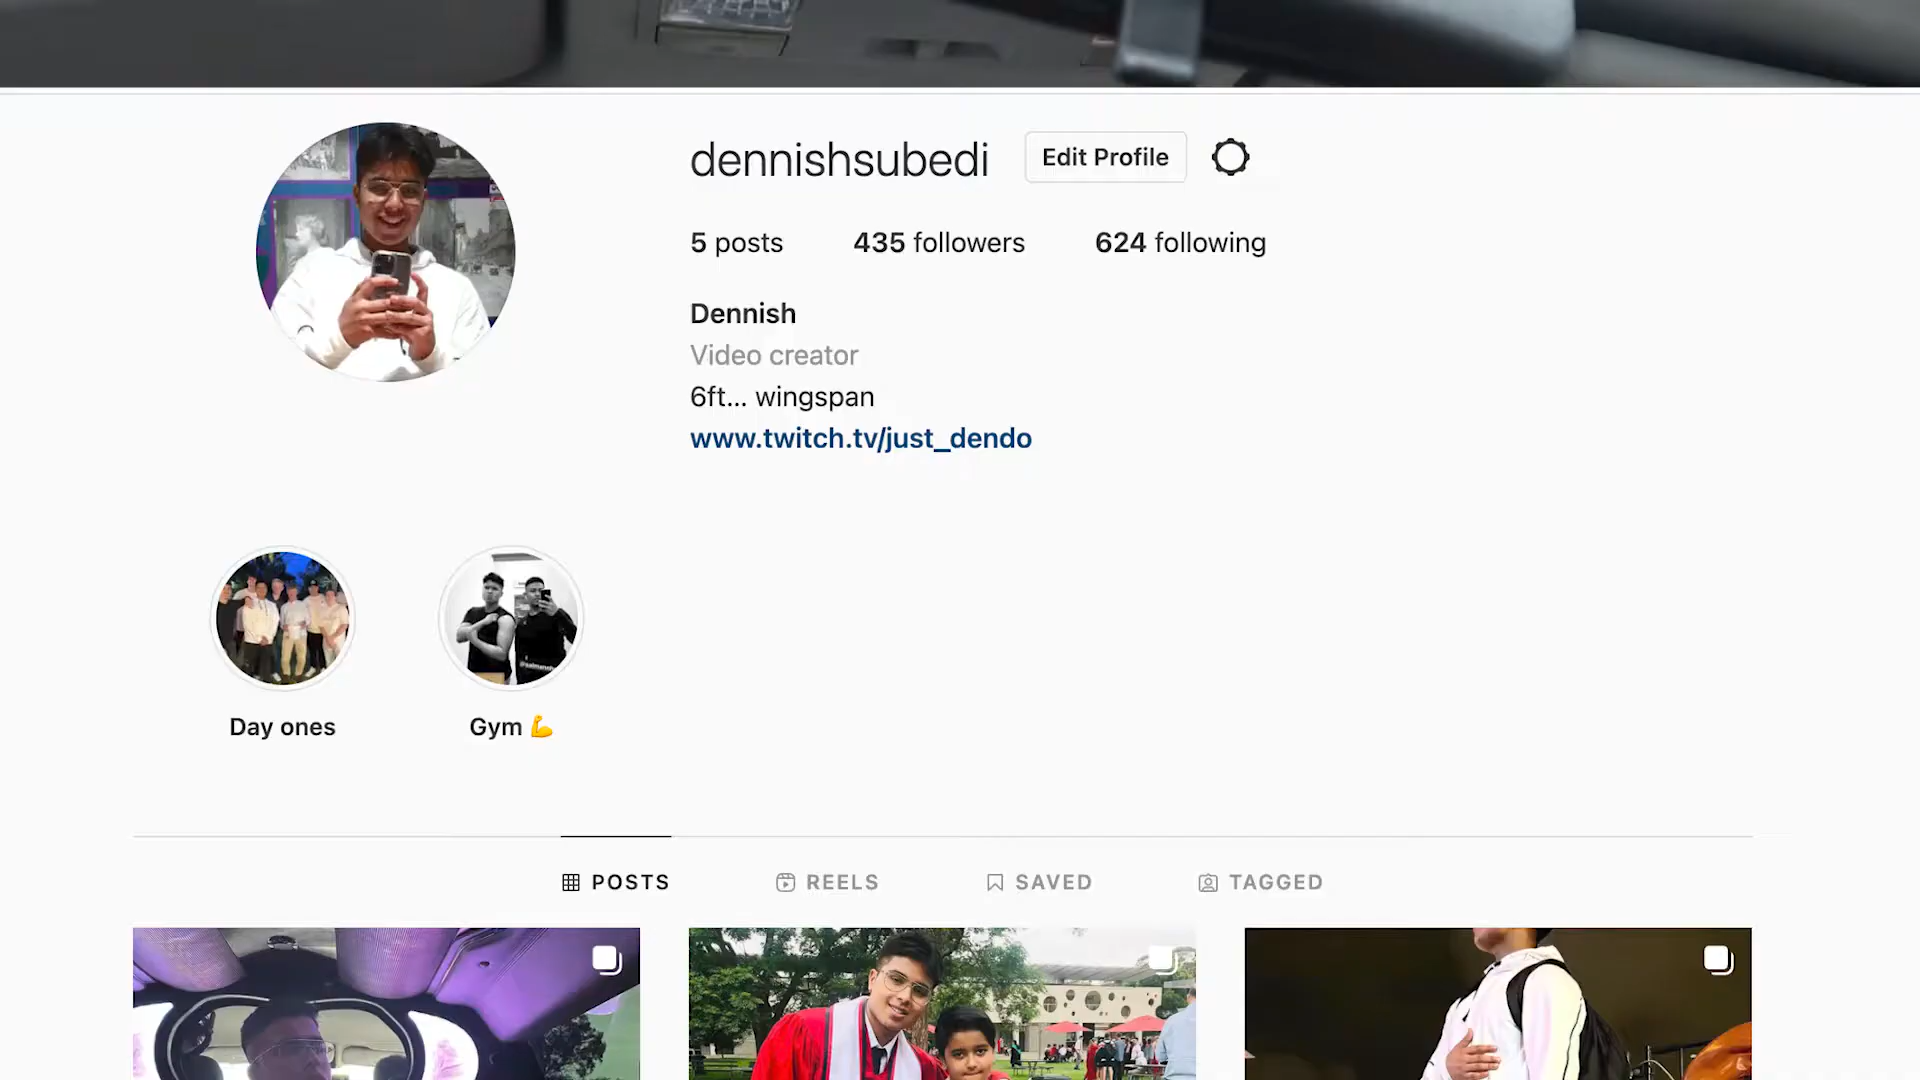 dennishsubedi Edit Profile
5 posts 435 followers 624 following
Dennish
Video creator
6ft... wingspan
www.twitch.tv/just_dendo
Day ones Gym 💪
POSTS REELS SAVED TAGGED